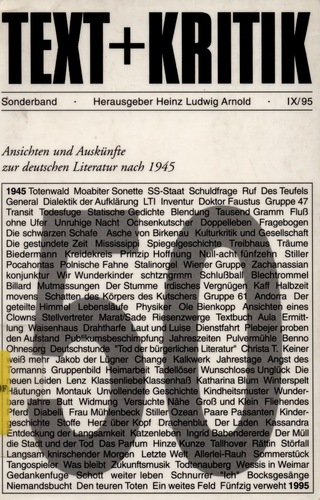 TEXT+KRITIK
Sonderband · Herausgeber Heinz Ludwig Arnold · IX/95
Ansichten und Auskünfte
zur deutschen Literatur nach 1945
1945 Totenwald Moabiter Sonette SS-Staat Schuldfrage Ruf Des Teufels
General Dialektik der Aufklärung LTI Inventur Doktor Faustus Gruppe 47
Transit Todesfuge Statische Gedichte Blendung Tausend Gramm Fluß
ohne Ufer Unruhige Nacht Ochsenkutscher Doppelleben Fragebogen
Die schwarzen Schafe Asche von Birkenau Kulturkritik und Gesellschaft
Die gestundete Zeit Mississippi Spiegelgeschichte Treibhaus Träume
Biedermann Kreidekreis Prinzip Hoffnung Null-acht fünfzehn Stiller
Pocahontas Polnische Fahne Stalinorgel Wiener Gruppe Zachanassian
konjunktur Wir Wunderkinder schtzngrmm Schlußball Blechtrommel
Billard Mutmassungen Der Stumme Irdisches Vergnügen Kaff Halbzeit
movens Schatten des Körpers des Kutschers Gruppe 61 Andorra Der
geteilte Himmel Lebensläufe Physiker Ole Bienkopp Ansichten eines
Clowns Stellvertreter Marat/Sade Riesenzwerge Textbuch Aula Ermitt-
lung Waisenhaus Drahtharfe Laut und Luise Dienstfahrt Plebejer proben
den Aufstand Publikumsbeschimpfung Jahreszeiten Pulvermühle Benno
Ohnesorg Deutschstunde "Tod der bürgerlichen Literatur" Christa T. Keiner
weiß mehr Jakob der Lügner Change Kalkwerk Jahrestage Angst des
Tormanns Gruppenbild Hineinarbeit Tadellöser Wunschloses Unglück Die
neuen Leiden Lenz Klassenliebe Klassenhaß Katharina Blum Winterspelt
Häutungen Montauk Unvollendete Geschichte Kindheitsmuster Wunder-
bare Jahre Butt Widmung Versuchte Nähe Groß und Klein Fliehendes
Pferd Diabelli Frau Mühlenbeck Stiller Ozean Paare Passanten Kinder-
geschichte Stoffe Hell über Kopf Drachenblut Der Laden Kassandra
Entdeckung der Langsamkeit Katzenleben Ingrid Babendererde Der Müll
die Stadt und der Tod Das Parfum Hinze Kunze Talhover Rättin Störfall
Langsam knirschender Morgen Letzte Welt Allerlei-Rauh Sommerstück
Tangospieler Was bleibt Zukunftsmusik Todtenauberg Messis in Weimar
Gedankenfuge Schott weiter leben Schnurrer "Ich" Bocksgesänge
Niemandsbucht Den teuren Toten Ein weites Feld Fünfzig verweht 1995
50